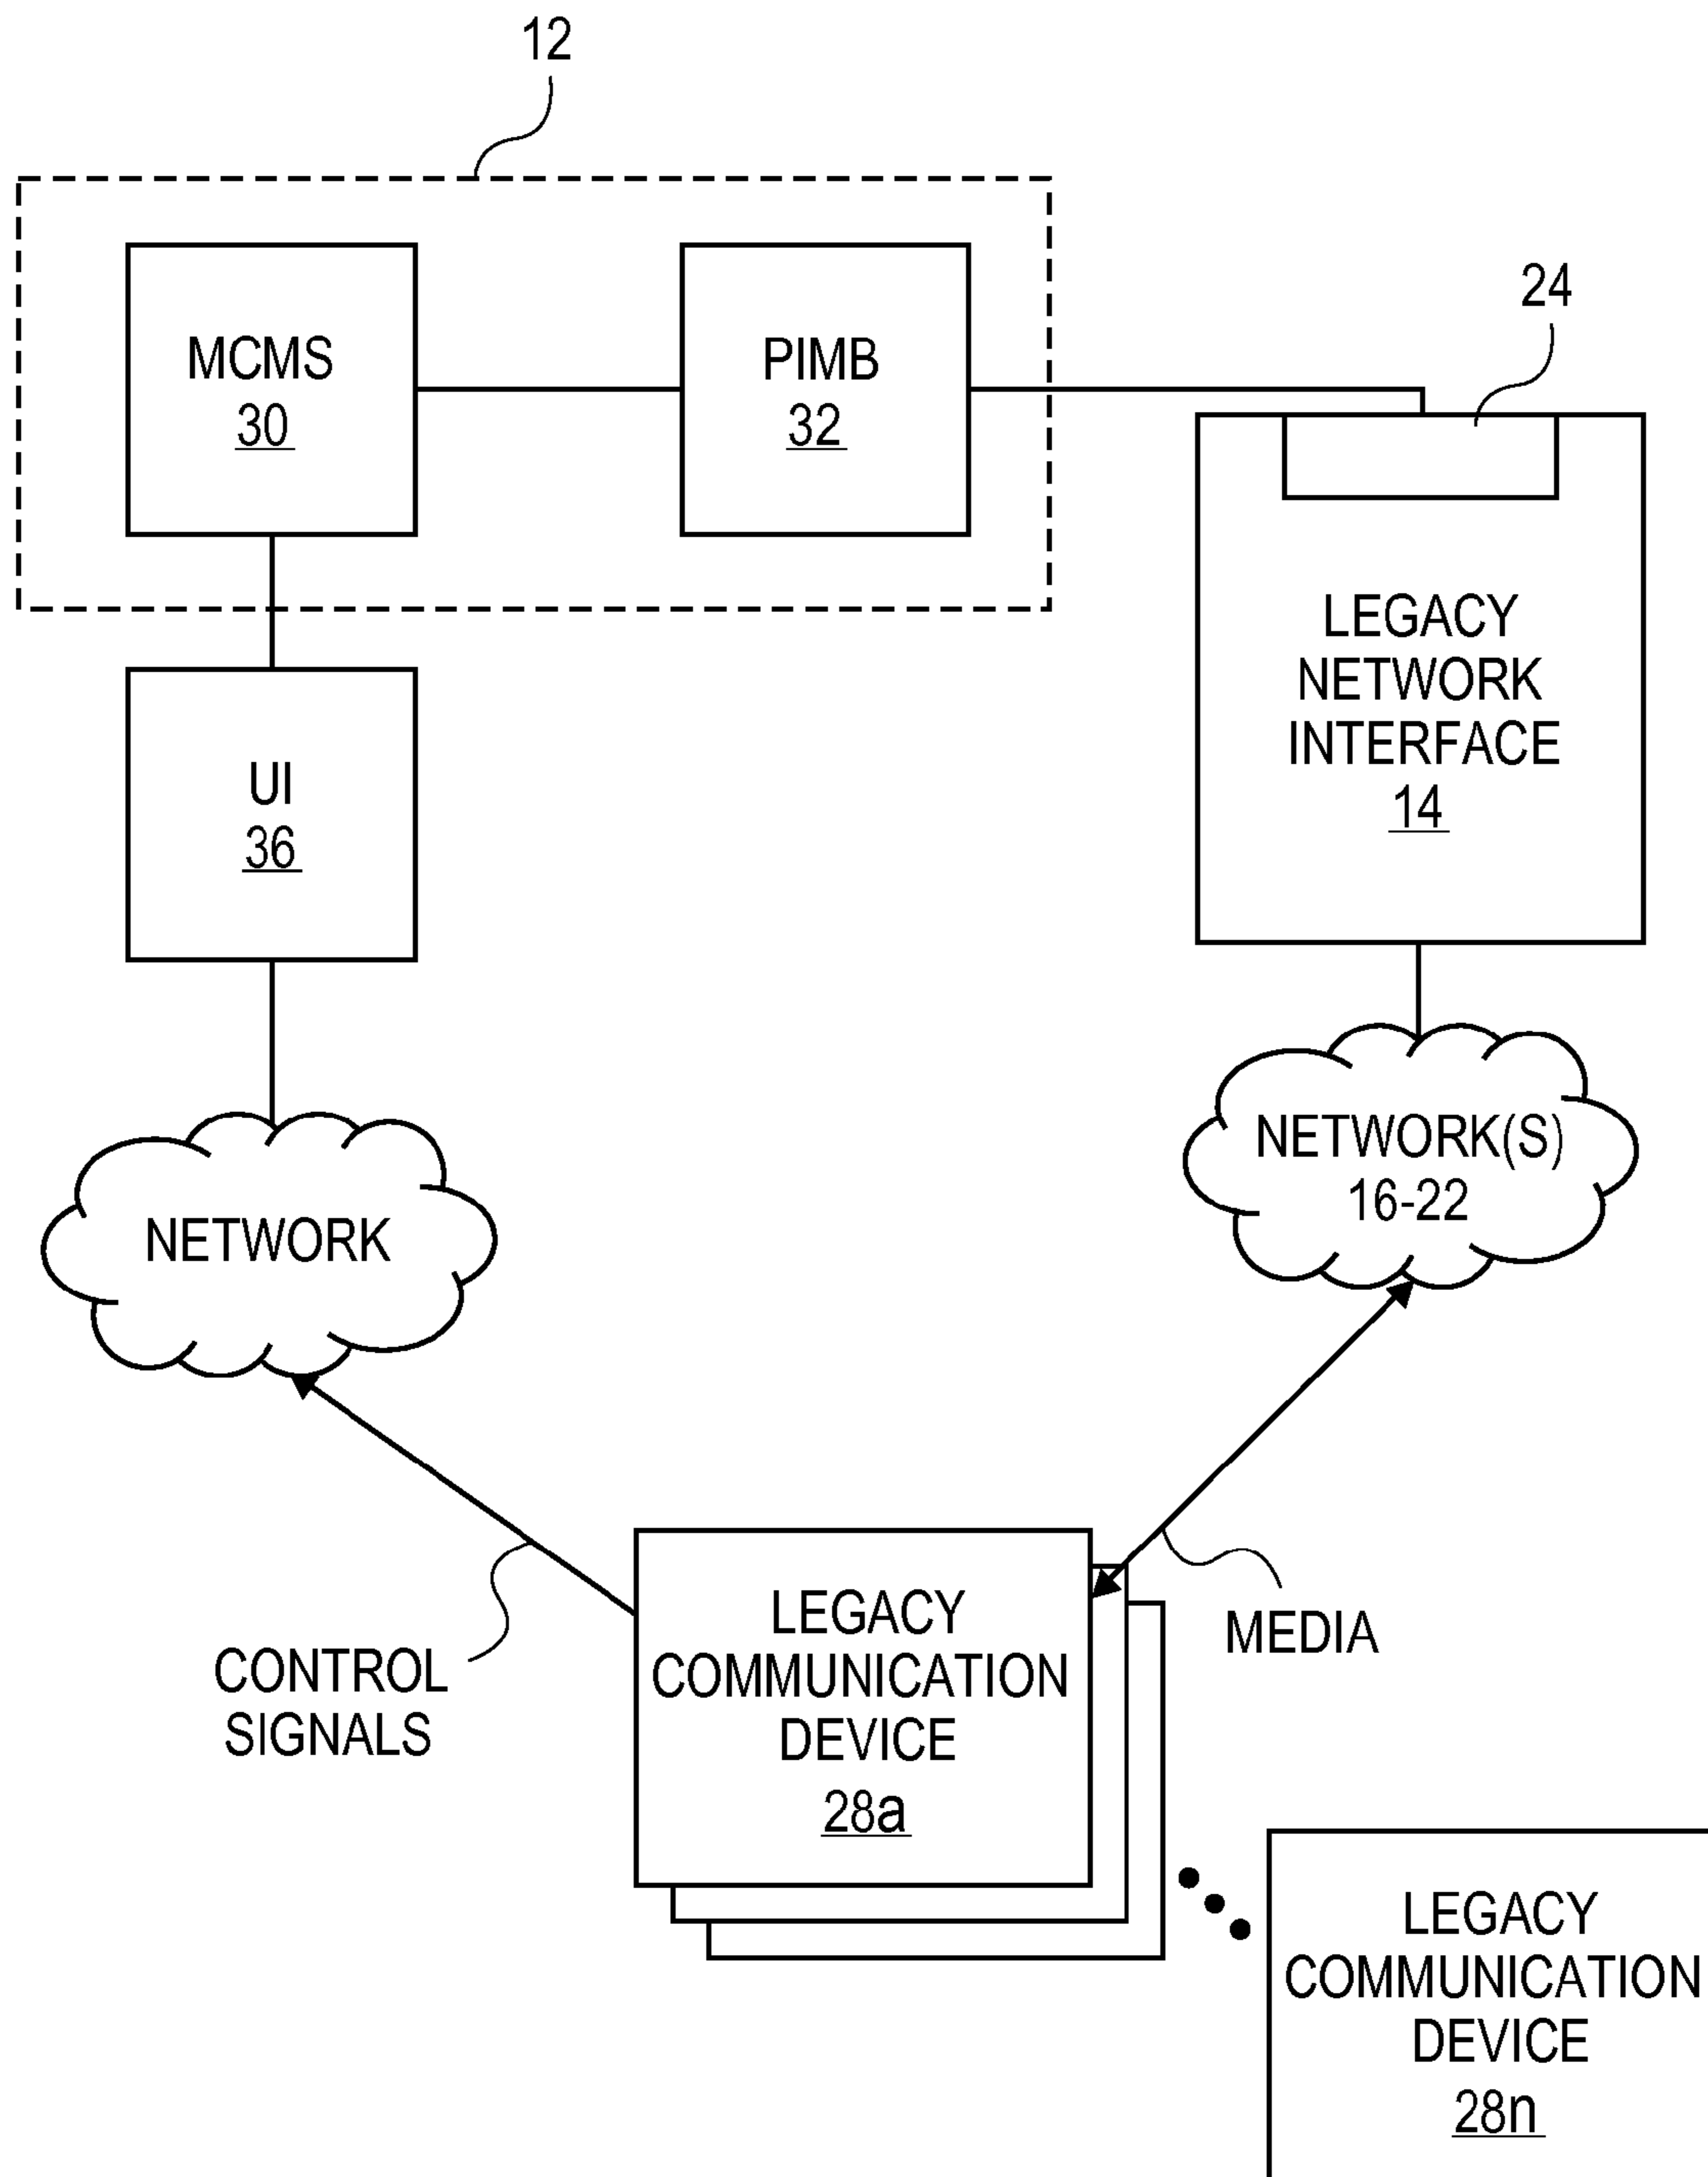 12
MCMS
30
PIMB
32
24
LEGACY
NETWORK
INTERFACE
14
UI
36
NETWORK
NETWORK(S)
16-22
CONTROL
SIGNALS
MEDIA
LEGACY
COMMUNICATION
DEVICE
28a
LEGACY
COMMUNICATION
DEVICE
28n